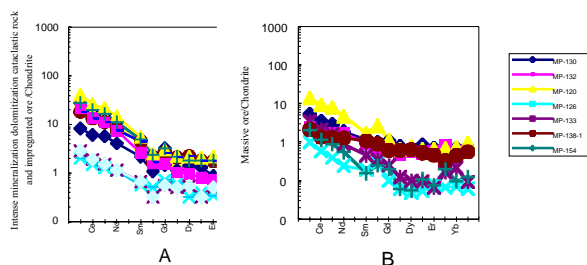 Intense mineralization dolomitization cataclastic rock
and impregnated ore/Chondrite
1000
100
10
1
0
Ce
Nd
Sm
Gd
Dy
Er
A
Massive ore/Chondrite
1000
100
10
1
0
0
Ce
Nd
Sm
Gd
Dy
Er
Yb
B
MP-130
MP-132
MP-120
MP-126
MP-133
MP-138-1
MP-154